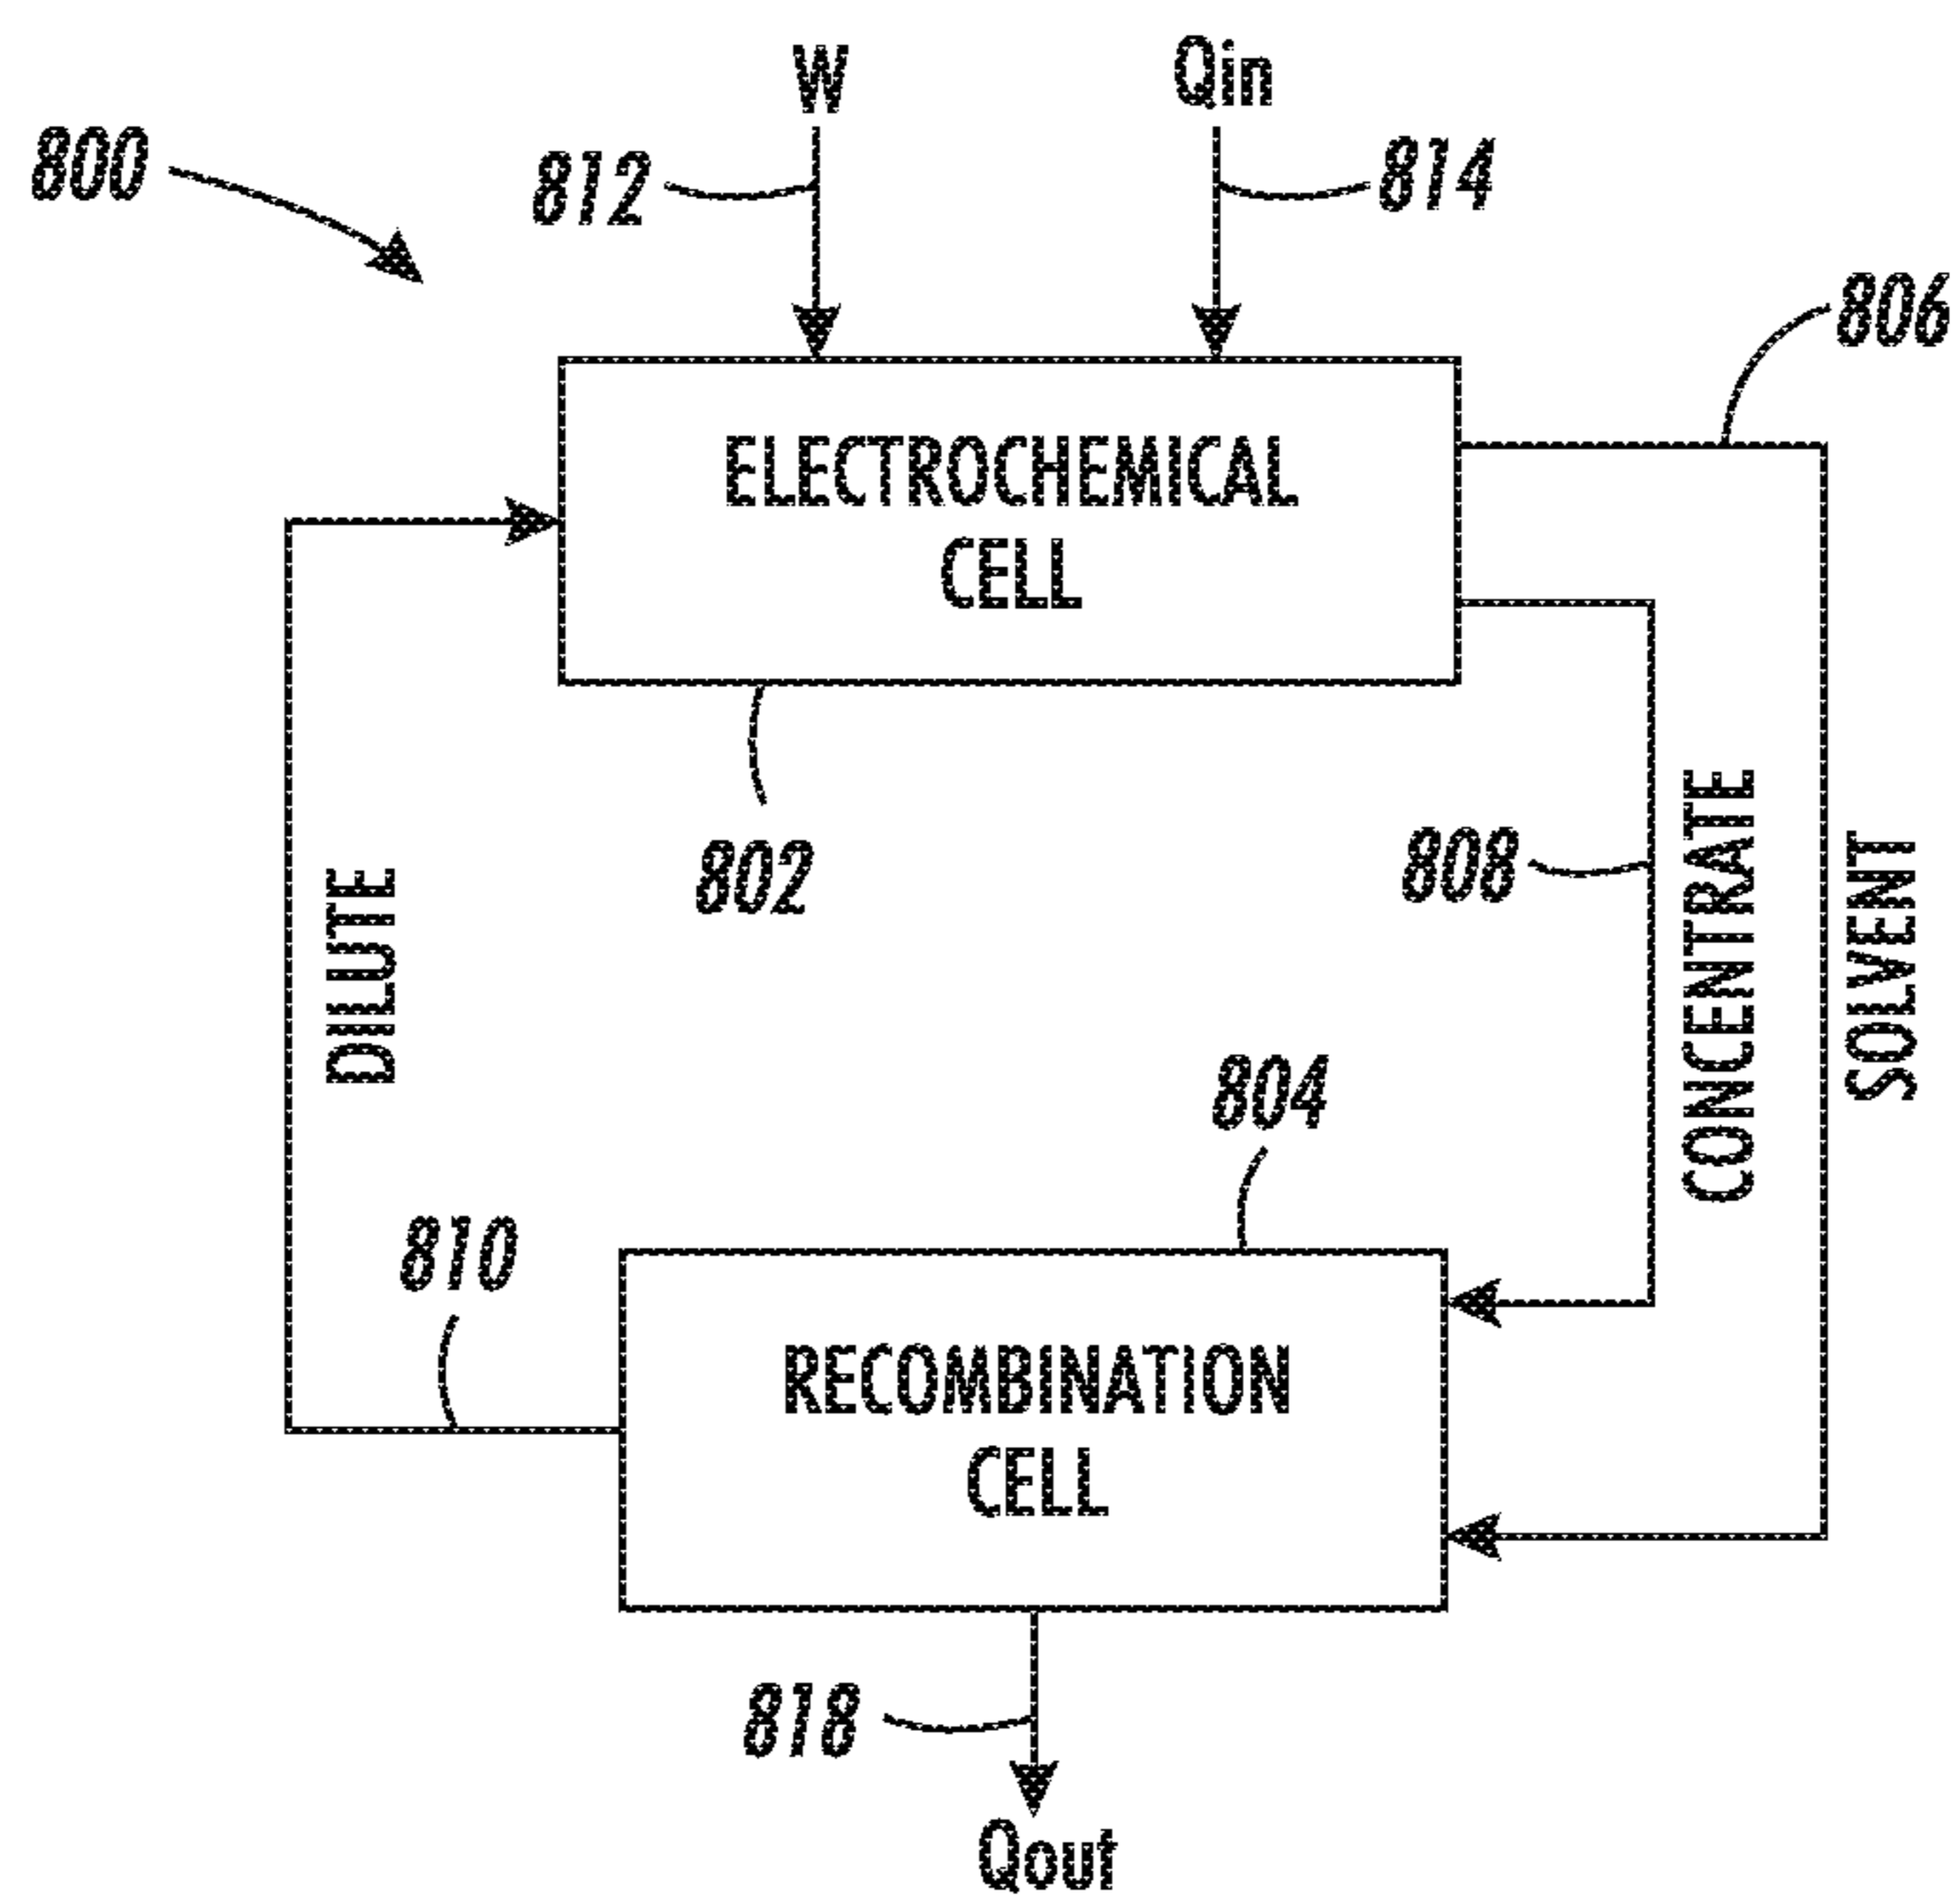 W
Qin
800
812
814
806
ELECTROCHEMICAL
CELL
802
808
DILUTE
CONCENTRATE
SOLVENT
804
810
RECOMBINATION
CELL
818
Qout